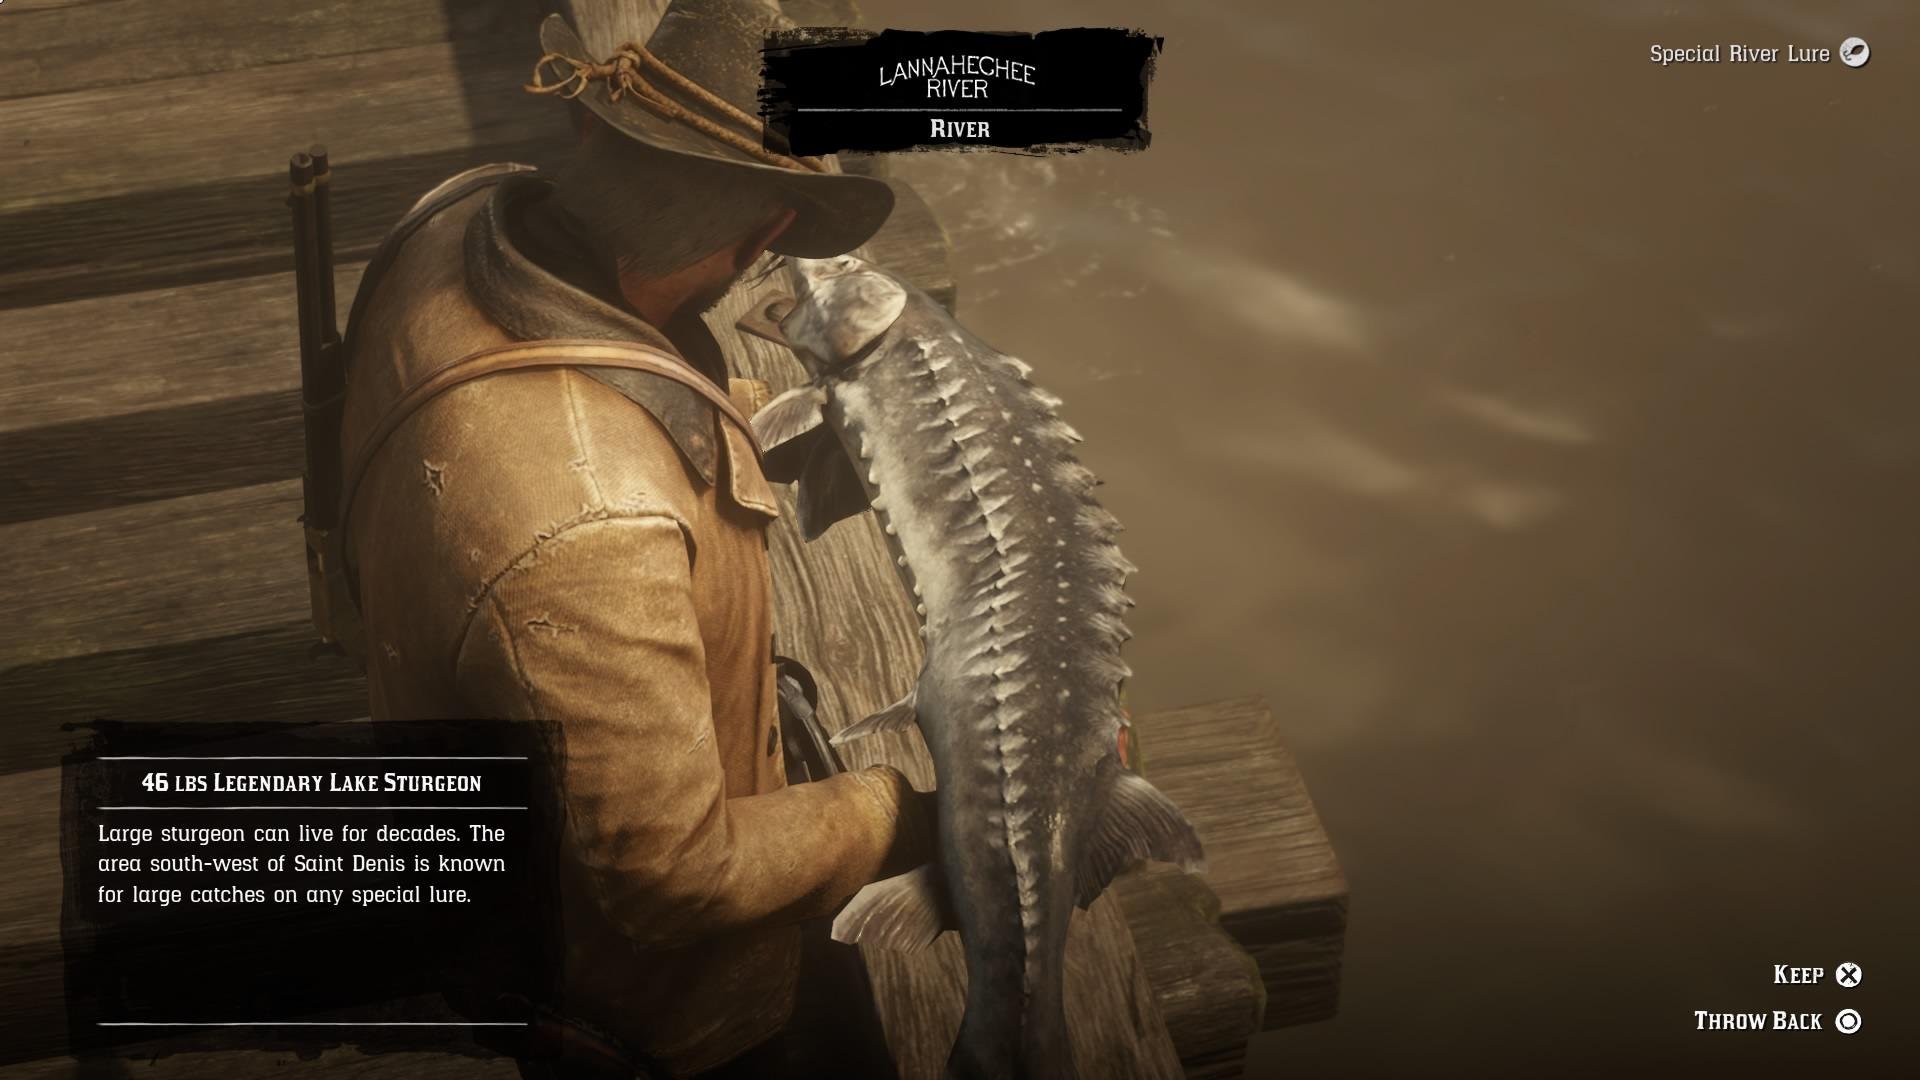 LANNAHECHEE
RIVER
RIVER
Special River Lure
46 LBS LEGENDARY LAKE STURGEON
Large sturgeon can live for decades. The
area south-west of Saint Denis is known
for large catches on any special lure.
KEEP
THROW BACK